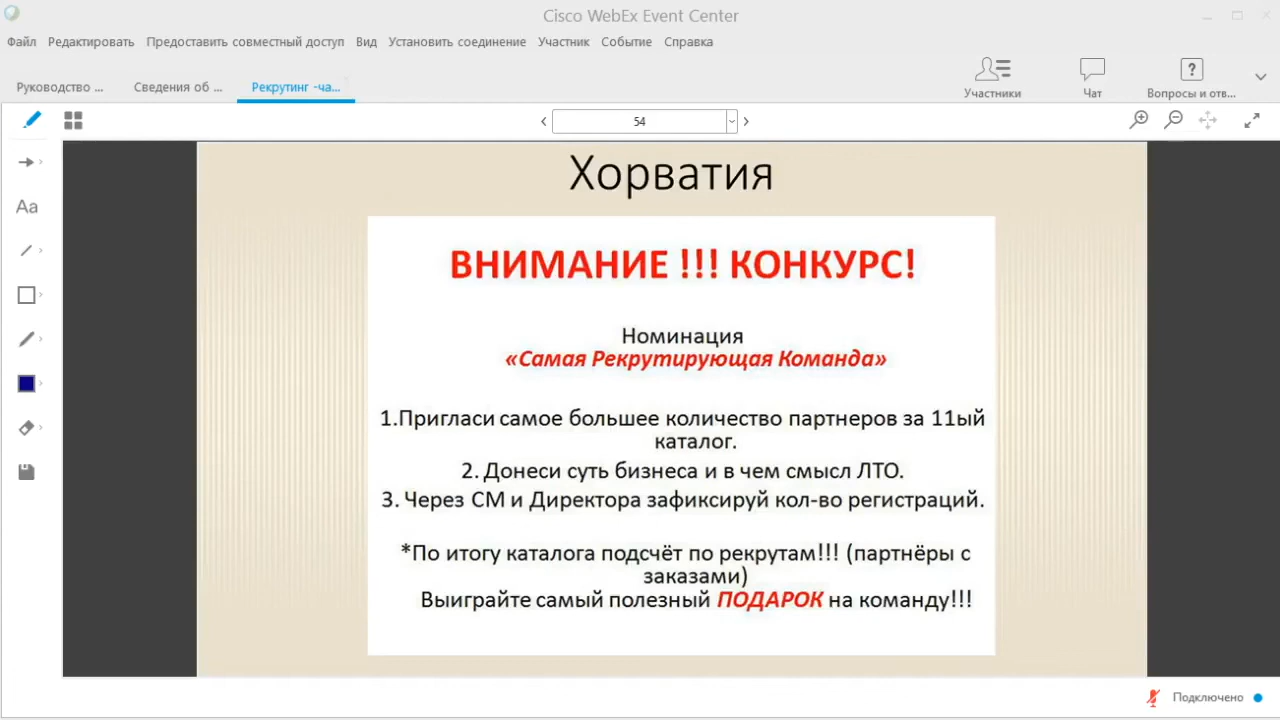 Cisco WebEx Event Center
Файл Редактировать Предоставить совместный доступ Вид Установить соединение Участник Событие Справка
Руководство ... Сведения об ... Рекрутинг -ча...
Участники Чат Вопросы и отв...
54
Aa
Хорватия
ВНИМАНИЕ !!! КОНКУРС!
Номинация
«Самая Рекрутирующая Команда»
1.Пригласи самое большее количество партнеров за 11ый
каталог.
2. Донеси суть бизнеса и в чем смысл ЛТО.
3. Через СМ и Директора зафиксируй кол-во регистраций.
*По итогу каталога подсчёт по рекрутам!!! (партнёры с
заказами)
Выиграйте самый полезный ПОДАРОК на команду!!!
Подключено